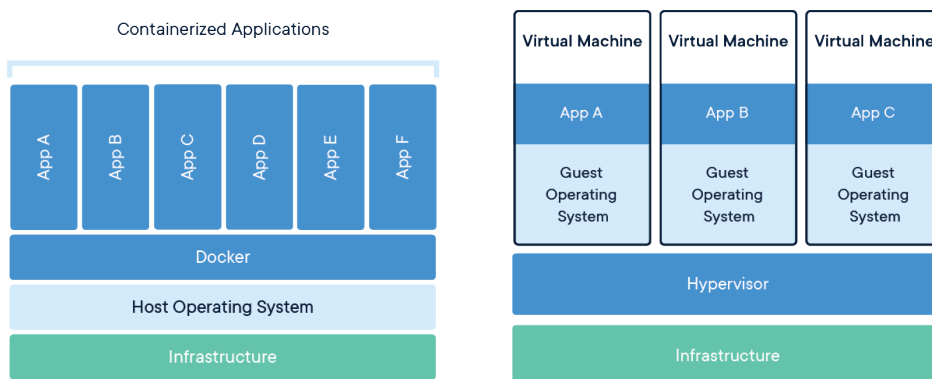 Containerized Applications
App A
App B
App C
App D
App E
App F
Docker
Host Operating System
Infrastructure
Virtual Machine
App A
Guest
Operating
System
Virtual Machine
App B
Guest
Operating
System
Virtual Machine
App C
Guest
Operating
System
Hypervisor
Infrastructure